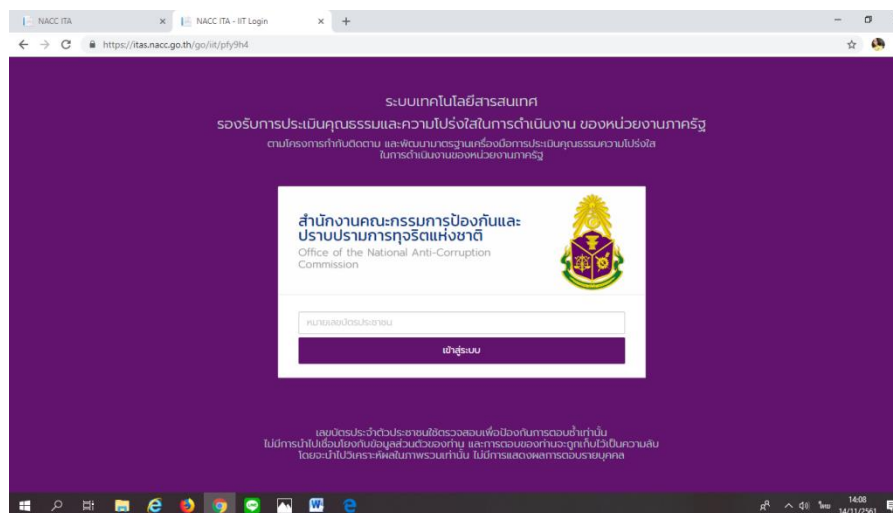 NACC ITA
NACC ITA - IIT Login
https://itas.nacc.go.th/go/iit/pfy9h4
ระบบเทคโนโลยีสารสนเทศ
รองรับการประเมินคุณธรรมและความโปร่งใสในการดำเนินงาน ของหน่วยงานภาครัฐ
ตามโครงการกำกับติดตาม และพัฒนามาตรฐานเครื่องมือการประเมินคุณธรรมความโปร่งใส
ในการดำเนินงานของหน่วยงานภาครัฐ
สำนักงานคณะกรรมการป้องกันและ
ปราบปรามการทุจริตแห่งชาติ
Office of the National Anti-Corruption
Commission
หมายเลขบัตรประชาชน
เข้าสู่ระบบ
เลขบัตรประจำตัวประชาชนใช้ตรวจสอบเพื่อป้องกันการตอบซ้ำเท่านั้น
ไม่มีการนำไปเชื่อมโยงกับข้อมูลส่วนตัวของท่าน และการตอบของท่านจะถูกเก็บไว้เป็นความลับ
โดยจะนำไปวิเคราะห์ผลในภาพรวมเท่านั้น ไม่มีการแสดงผลการตอบรายบุคคล
ไทย
14:08
14/11/2561